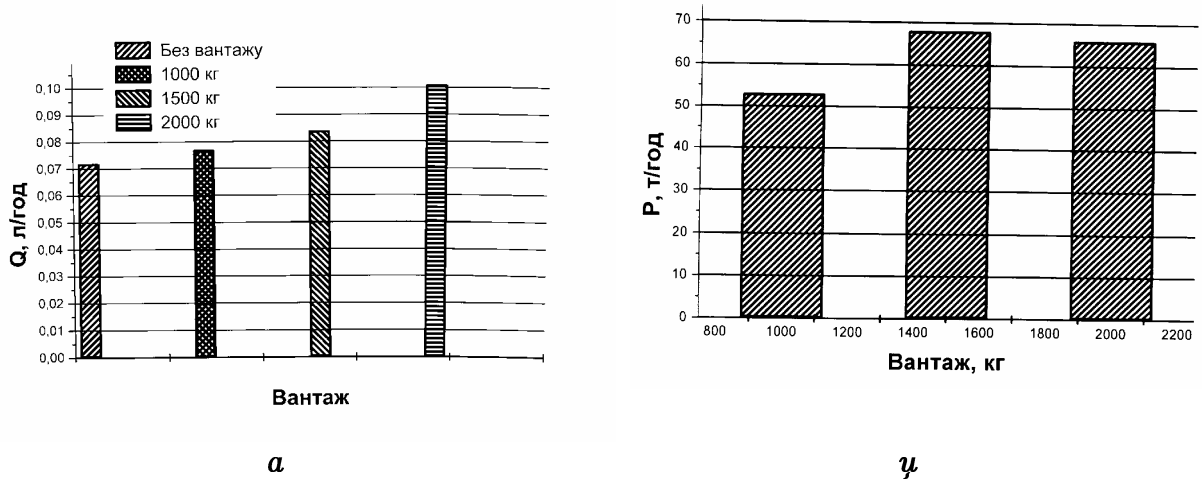 Без вантажу
1000 кг
1500 кг
2000 кг
0,10
0,09
0,08
0,07
0,06
0,05
0,04
0,03
0,02
0,01
0,00
Q, л/год
Вантаж
а
70
60
50
40
30
20
10
0
P, т/год
800 1000 1200 1400 1600 1800 2000 2200
Вантаж, кг
у